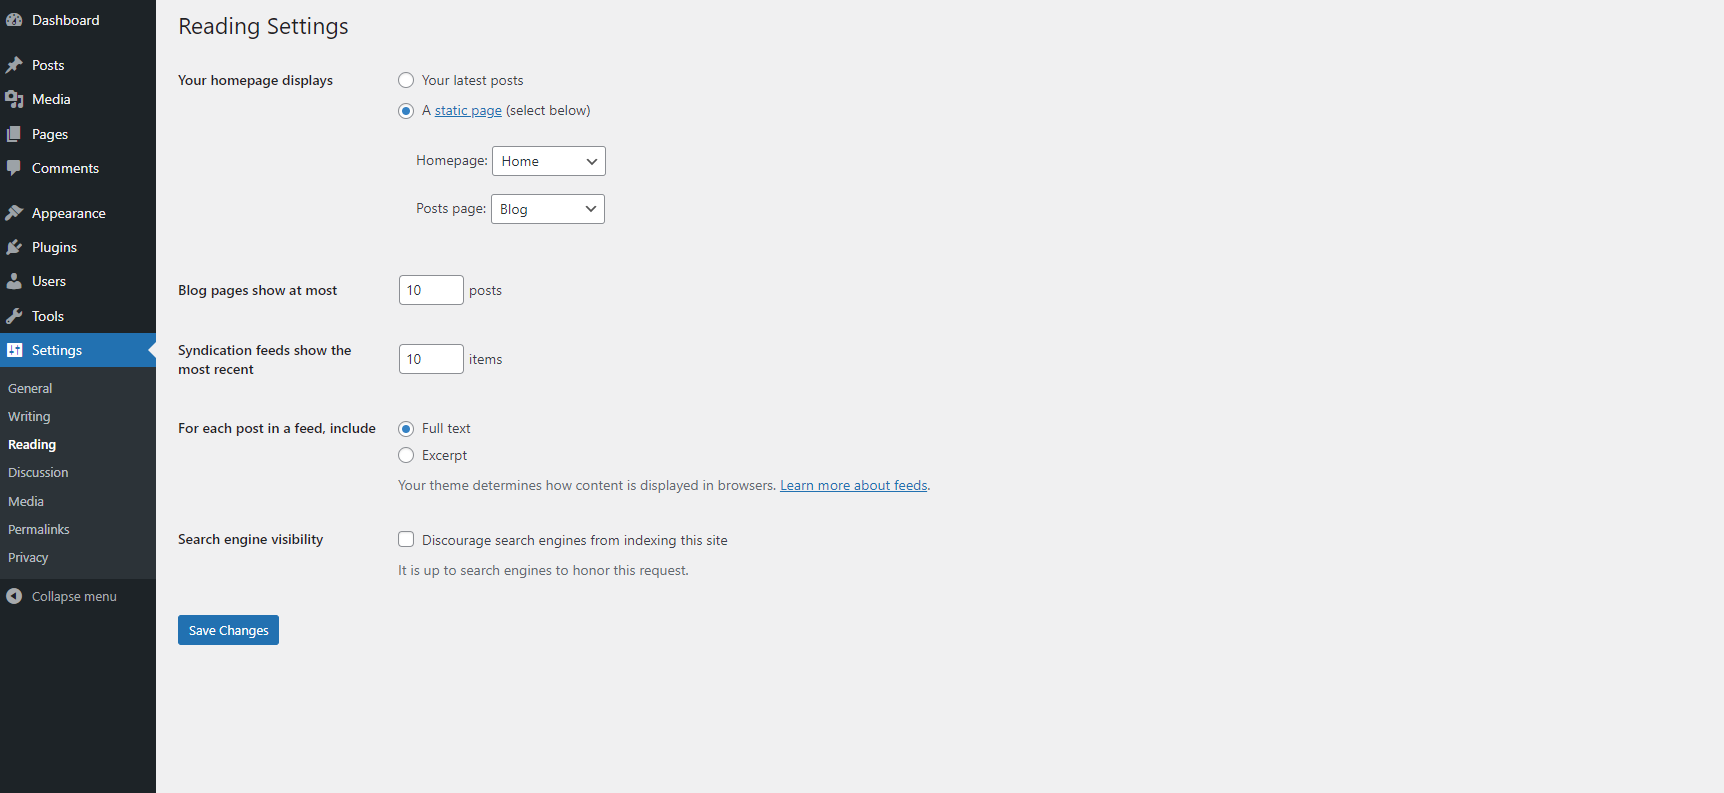 Dashboard
Posts
Media
Pages
Comments
Appearance
Plugins
Users
Tools
Settings
General
Writing
Reading
Discussion
Media
Permalinks
Privacy
Collapse menu
Reading Settings
Your homepage displays
Your latest posts
A static page (select below)
Homepage: Home
Posts page: Blog
Blog pages show at most
10 posts
Syndication feeds show the
most recent
10 items
For each post in a feed, include
Full text
Excerpt
Your theme determines how content is displayed in browsers. Learn more about feeds.
Search engine visibility
Discourage search engines from indexing this site
It is up to search engines to honor this request.
Save Changes